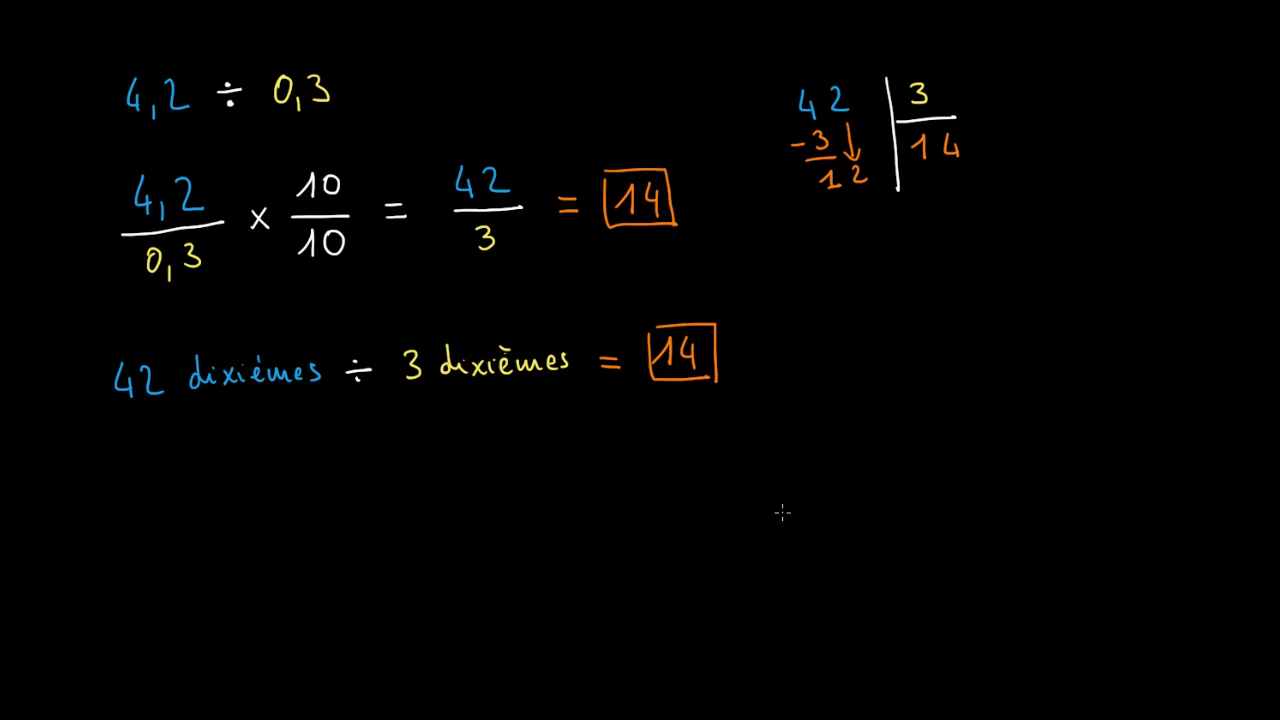 4,2 ÷ 0,3
4,2/0,3 × 10/10 = 42/3 = 14
42 dixièmes ÷ 3 dixièmes = 14
42 | 3
-3↓ | 14
12